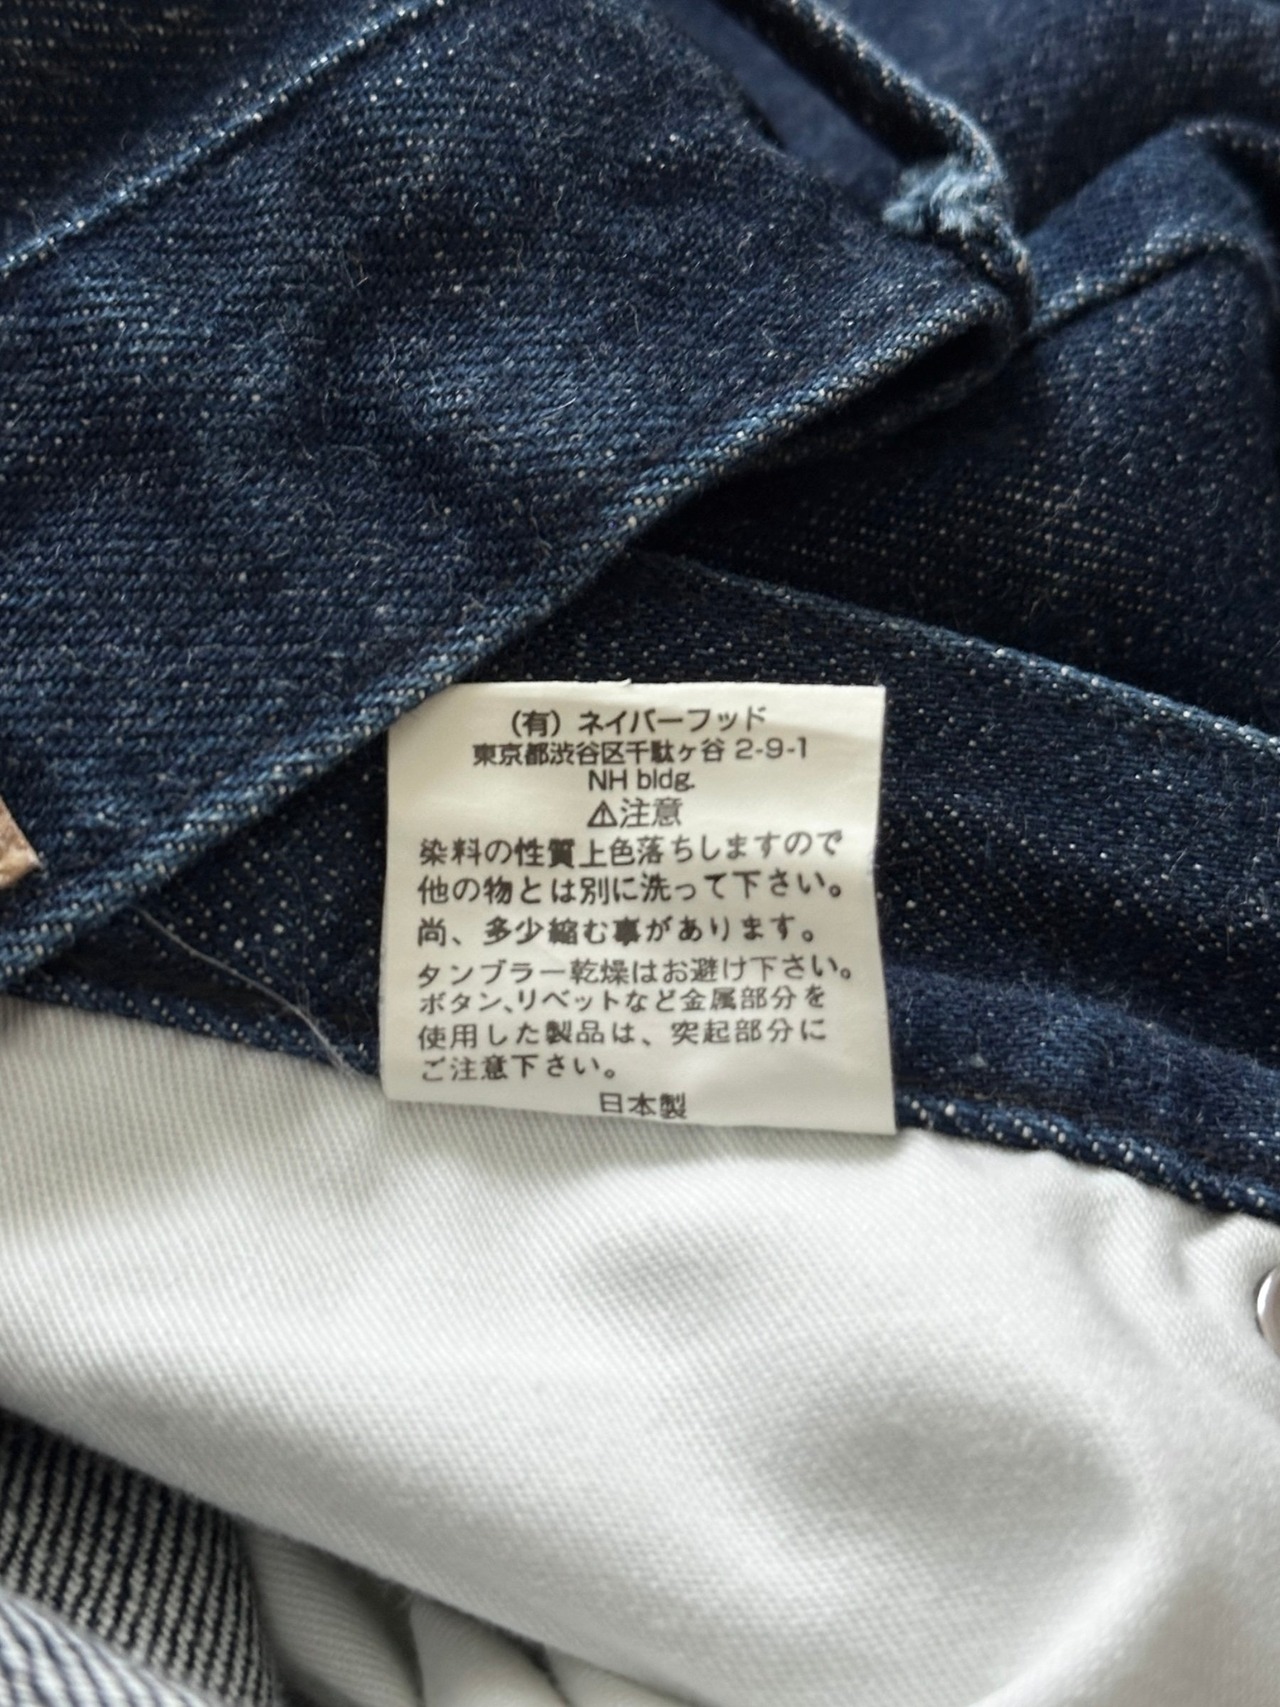 （有）ネイバーフッド
東京都渋谷区千駄ヶ谷 2-9-1
NH bldg.
⚠注意
染料の性質上色落ちしますので
他の物とは別に洗って下さい。
尚、多少縮む事があります。
タンブラー乾燥はお避け下さい。
ボタン、リベットなど金属部分を
使用した製品は、突起部分に
ご注意下さい。
日本製